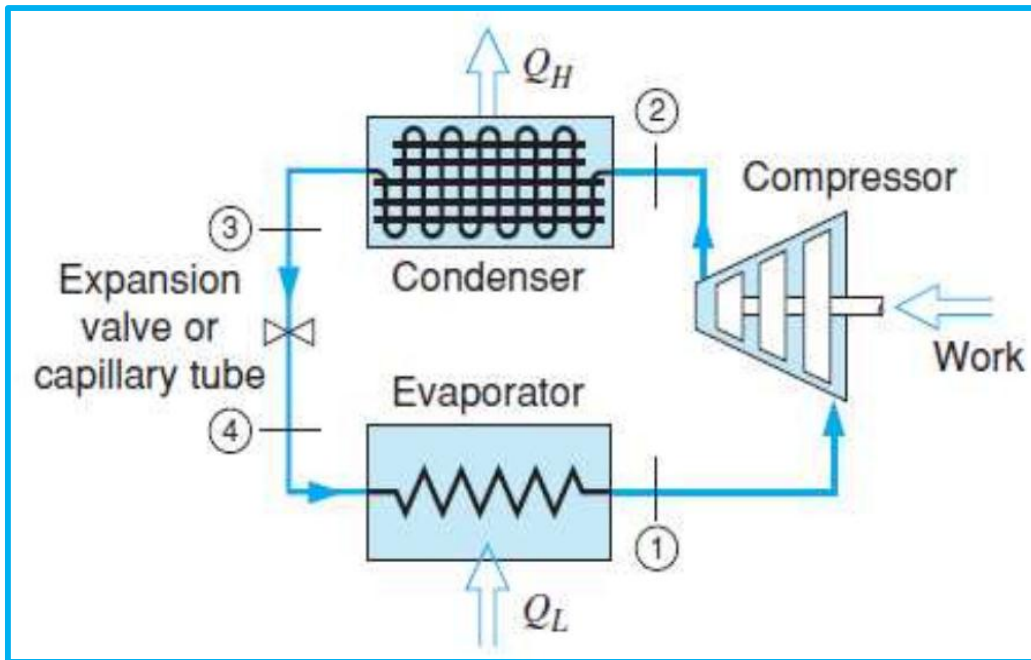 Q_H
2
Compressor
3
Condenser
Expansion
valve or
capillary tube
Work
Evaporator
4
1
Q_L